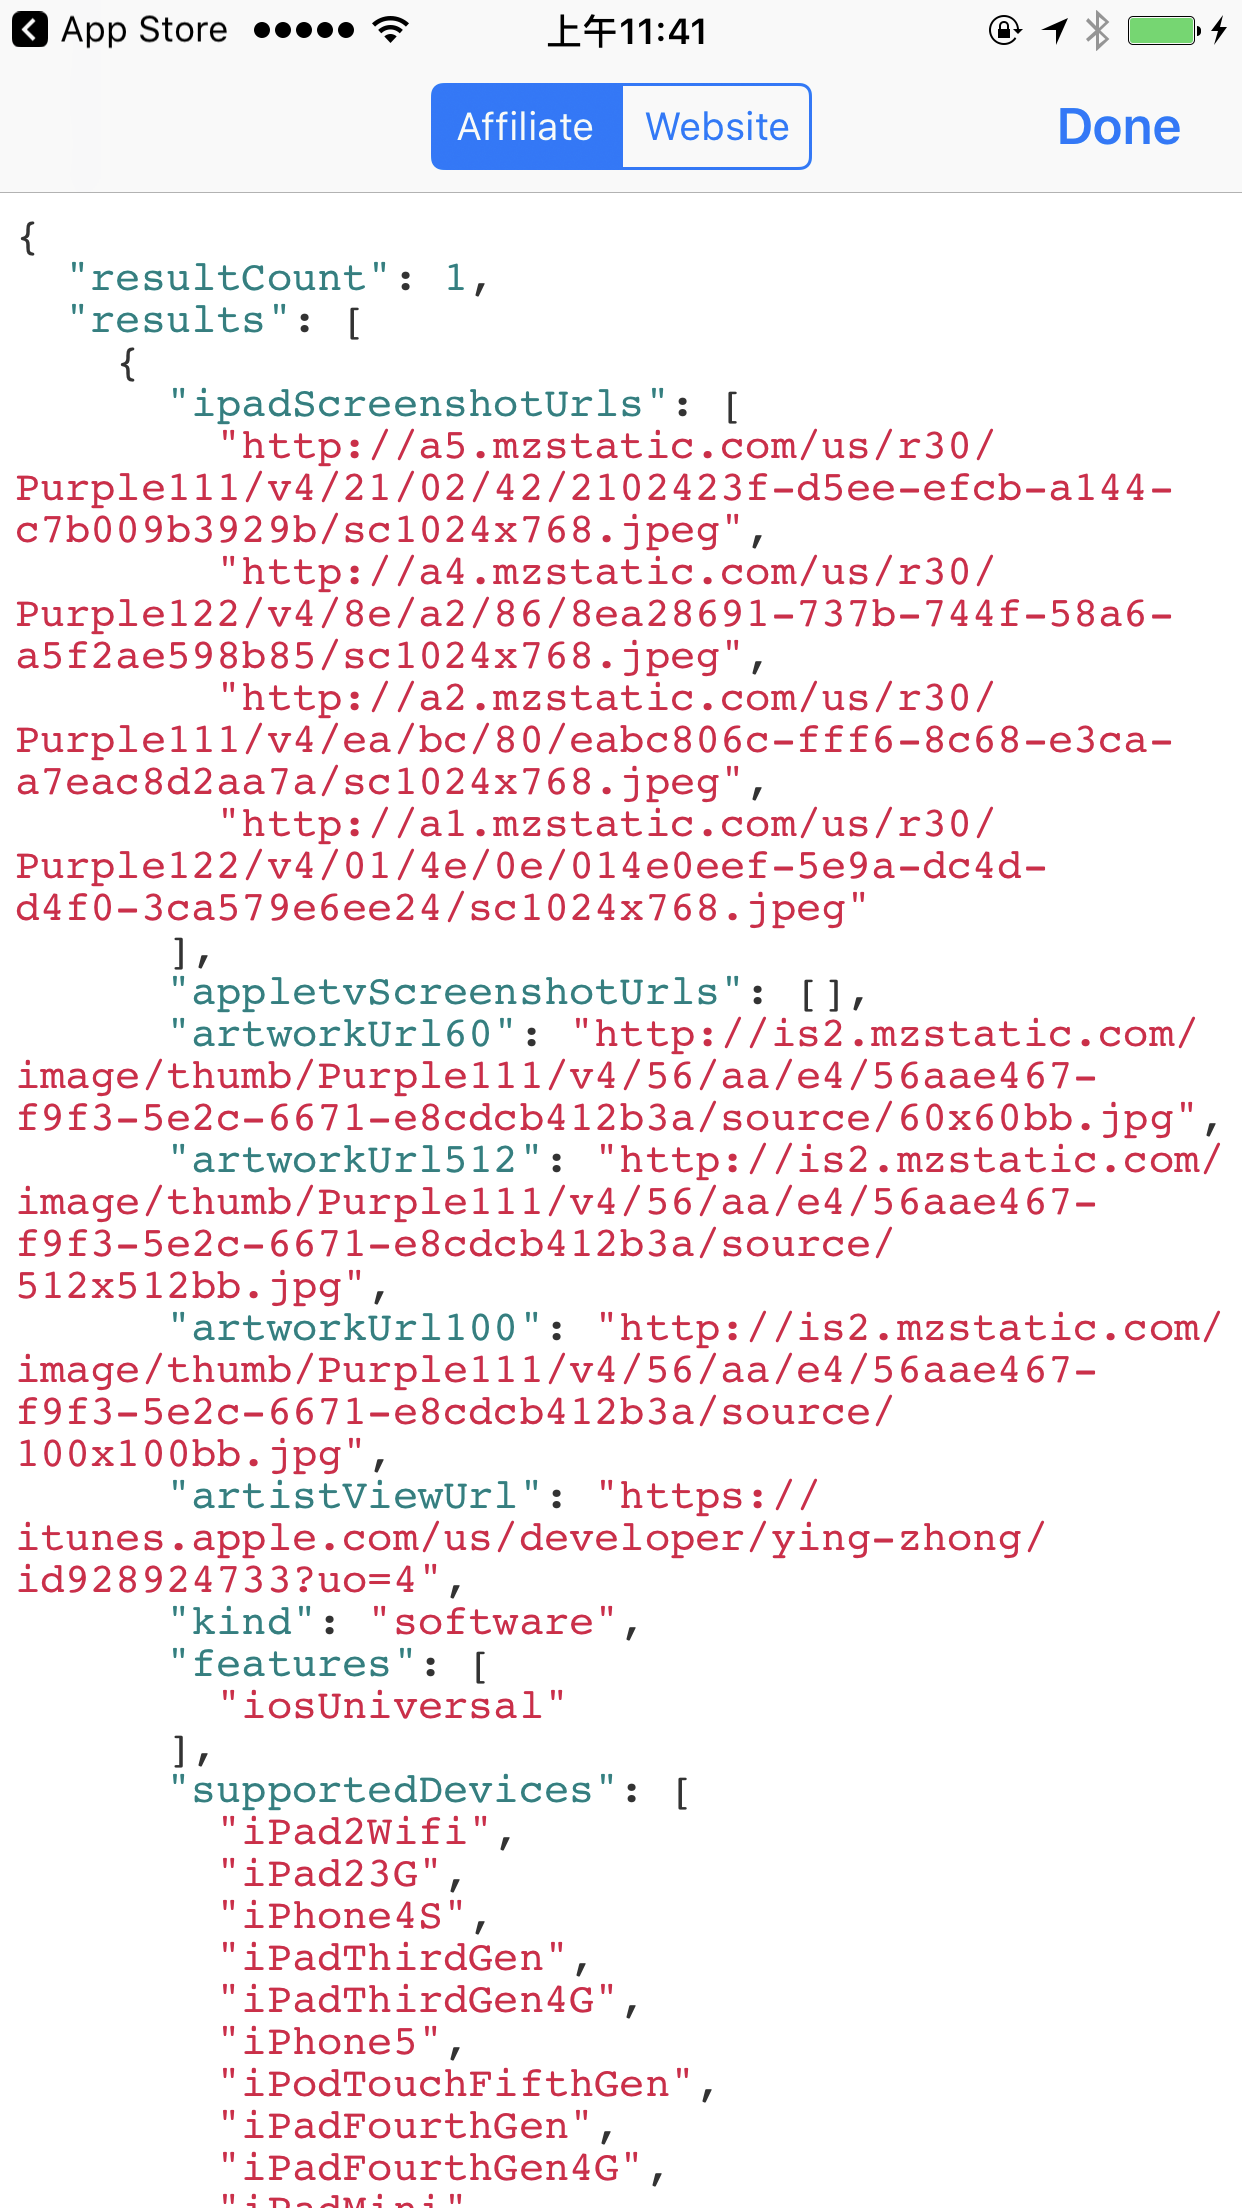 App Store
上午11:41
Affiliate
Website
Done
{
"resultCount": 1,
"results": [
{
"ipadScreenshotUrls": [
"http://a5.mzstatic.com/us/r30/
Purple111/v4/21/02/42/2102423f-d5ee-efcb-a144-
c7b009b3929b/sc1024x768.jpeg",
"http://a4.mzstatic.com/us/r30/
Purple122/v4/8e/a2/86/8ea28691-737b-744f-58a6-
a5f2ae598b85/sc1024x768.jpeg",
"http://a2.mzstatic.com/us/r30/
Purple111/v4/ea/bc/80/eabc806c-fff6-8c68-e3ca-
a7eac8d2aa7a/sc1024x768.jpeg",
"http://a1.mzstatic.com/us/r30/
Purple122/v4/01/4e/0e/014e0eef-5e9a-dc4d-
d4f0-3ca579e6ee24/sc1024x768.jpeg"
],
"appletvScreenshotUrls": [],
"artworkUrl60": "http://is2.mzstatic.com/
image/thumb/Purple111/v4/56/aa/e4/56aae467-
f9f3-5e2c-6671-e8cdcb412b3a/source/60x60bb.jpg",
"artworkUrl512": "http://is2.mzstatic.com/
image/thumb/Purple111/v4/56/aa/e4/56aae467-
f9f3-5e2c-6671-e8cdcb412b3a/source/
512x512bb.jpg",
"artworkUrl100": "http://is2.mzstatic.com/
image/thumb/Purple111/v4/56/aa/e4/56aae467-
f9f3-5e2c-6671-e8cdcb412b3a/source/
100x100bb.jpg",
"artistViewUrl": "https://
itunes.apple.com/us/developer/ying-zhong/
id928924733?uo=4",
"kind": "software",
"features": [
"iosUniversal"
],
"supportedDevices": [
"iPad2Wifi",
"iPad23G",
"iPhone4S",
"iPadThirdGen",
"iPadThirdGen4G",
"iPhone5",
"iPodTouchFifthGen",
"iPadFourthGen",
"iPadFourthGen4G",
"iPadMini"